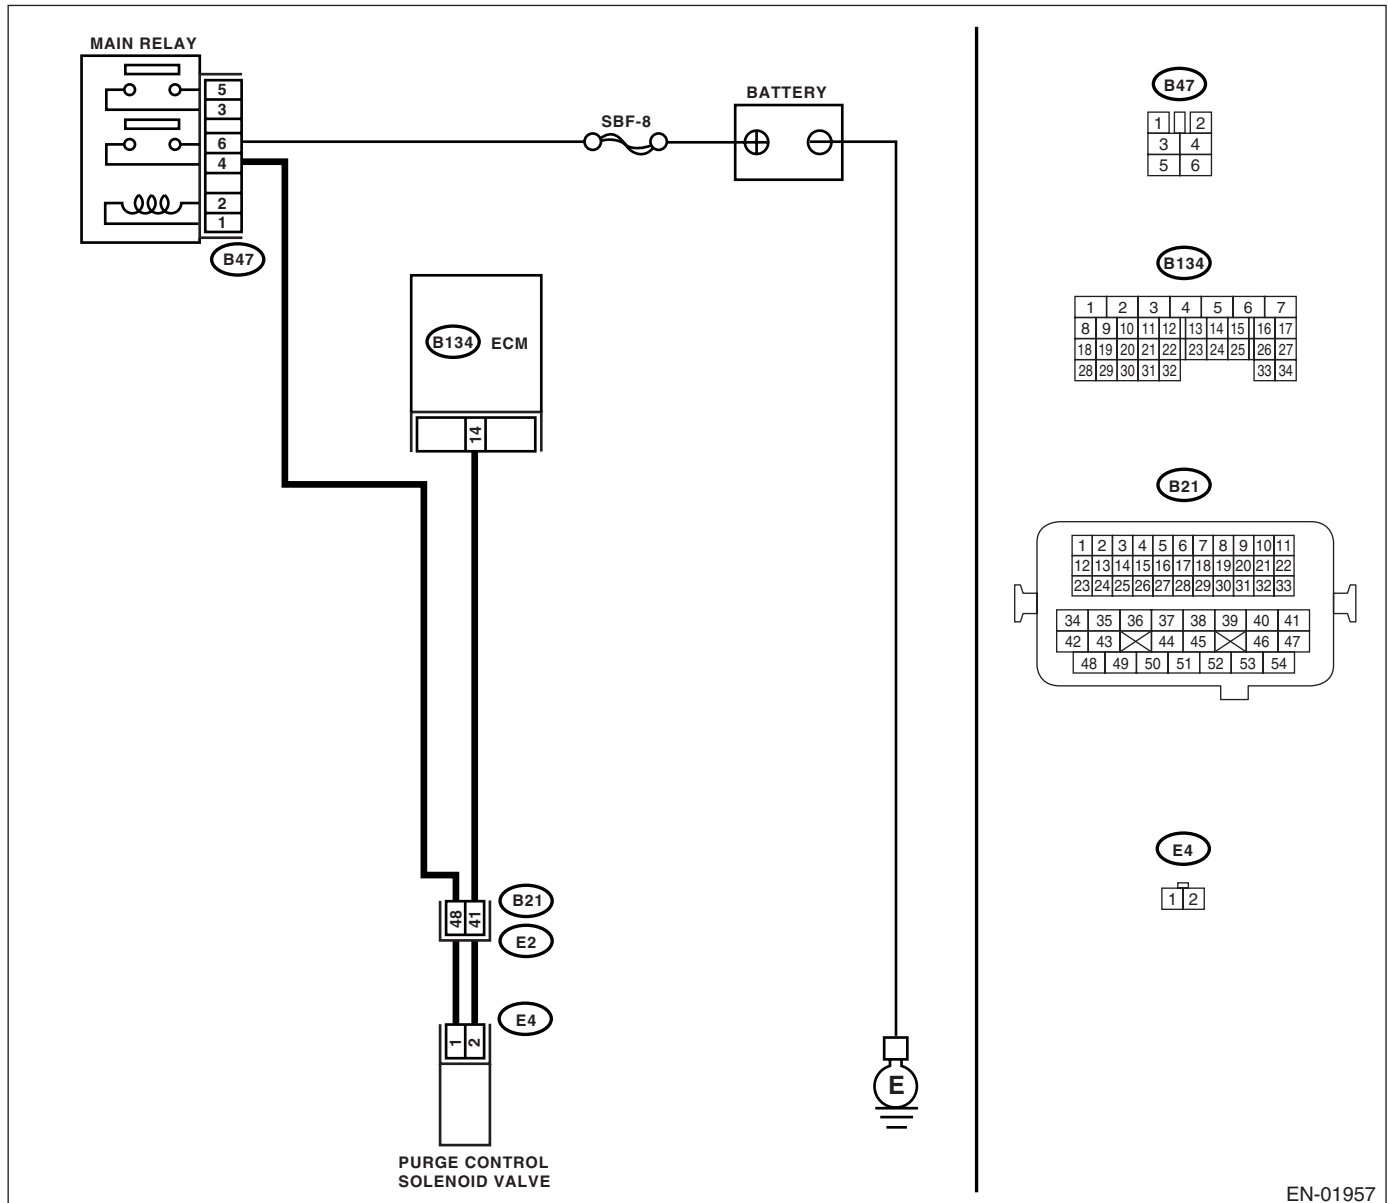 MAIN RELAY
5
3
6
4
2
1
B47
SBF-8
BATTERY
B134 ECM
14
B21
48 41
E2
E4
1 2
PURGE CONTROL
SOLENOID VALVE
E
B47
1 2
3 4
5 6
B134
1 2 3 4 5 6 7
8 9 10 11 12 13 14 15 16 17
18 19 20 21 22 23 24 25 26 27
28 29 30 31 32 33 34
B21
1 2 3 4 5 6 7 8 9 10 11
12 13 14 15 16 17 18 19 20 21 22
23 24 25 26 27 28 29 30 31 32 33
34 35 36 37 38 39 40 41
42 43 44 45 46 47
48 49 50 51 52 53 54
E4
1 2
EN-01957